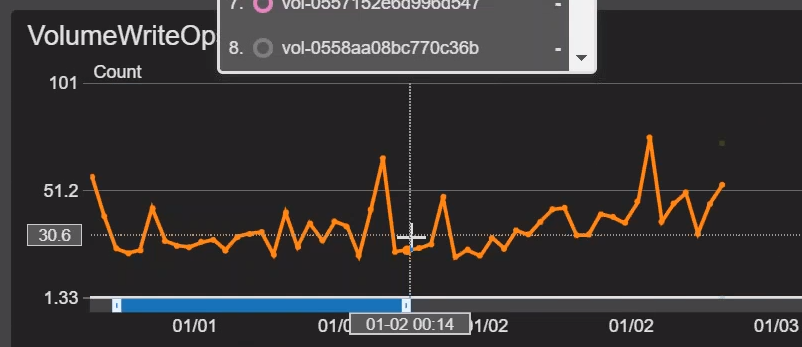 7. vol-0557152e6d996d547 -
VolumeWriteOp
8. vol-0558aa08bc770c36b -
Count
101
51.2
30.6
1.33
01/01 01/0 01-02 00:14 1/02 01/02 01/03